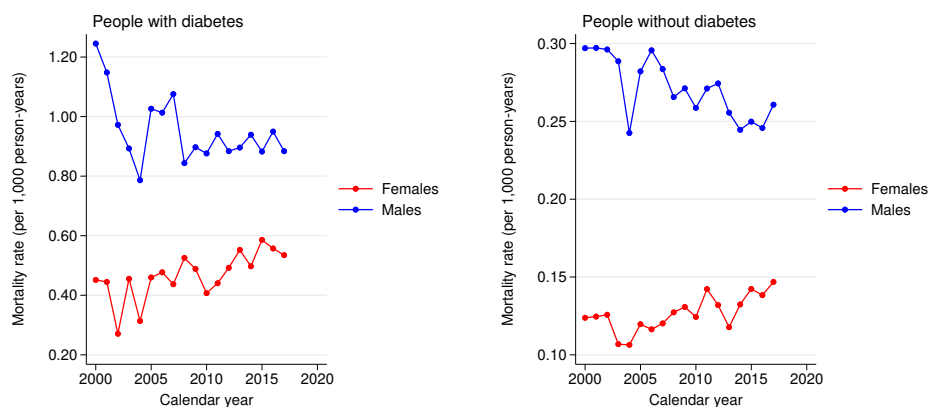 People with diabetes
Mortality rate (per 1,000 person-years)
1.20
1.00
0.80
0.60
0.40
0.20
2000 2005 2010 2015 2020
Calendar year
Females
Males
People without diabetes
Mortality rate (per 1,000 person-years)
0.30
0.25
0.20
0.15
0.10
2000 2005 2010 2015 2020
Calendar year
Females
Males